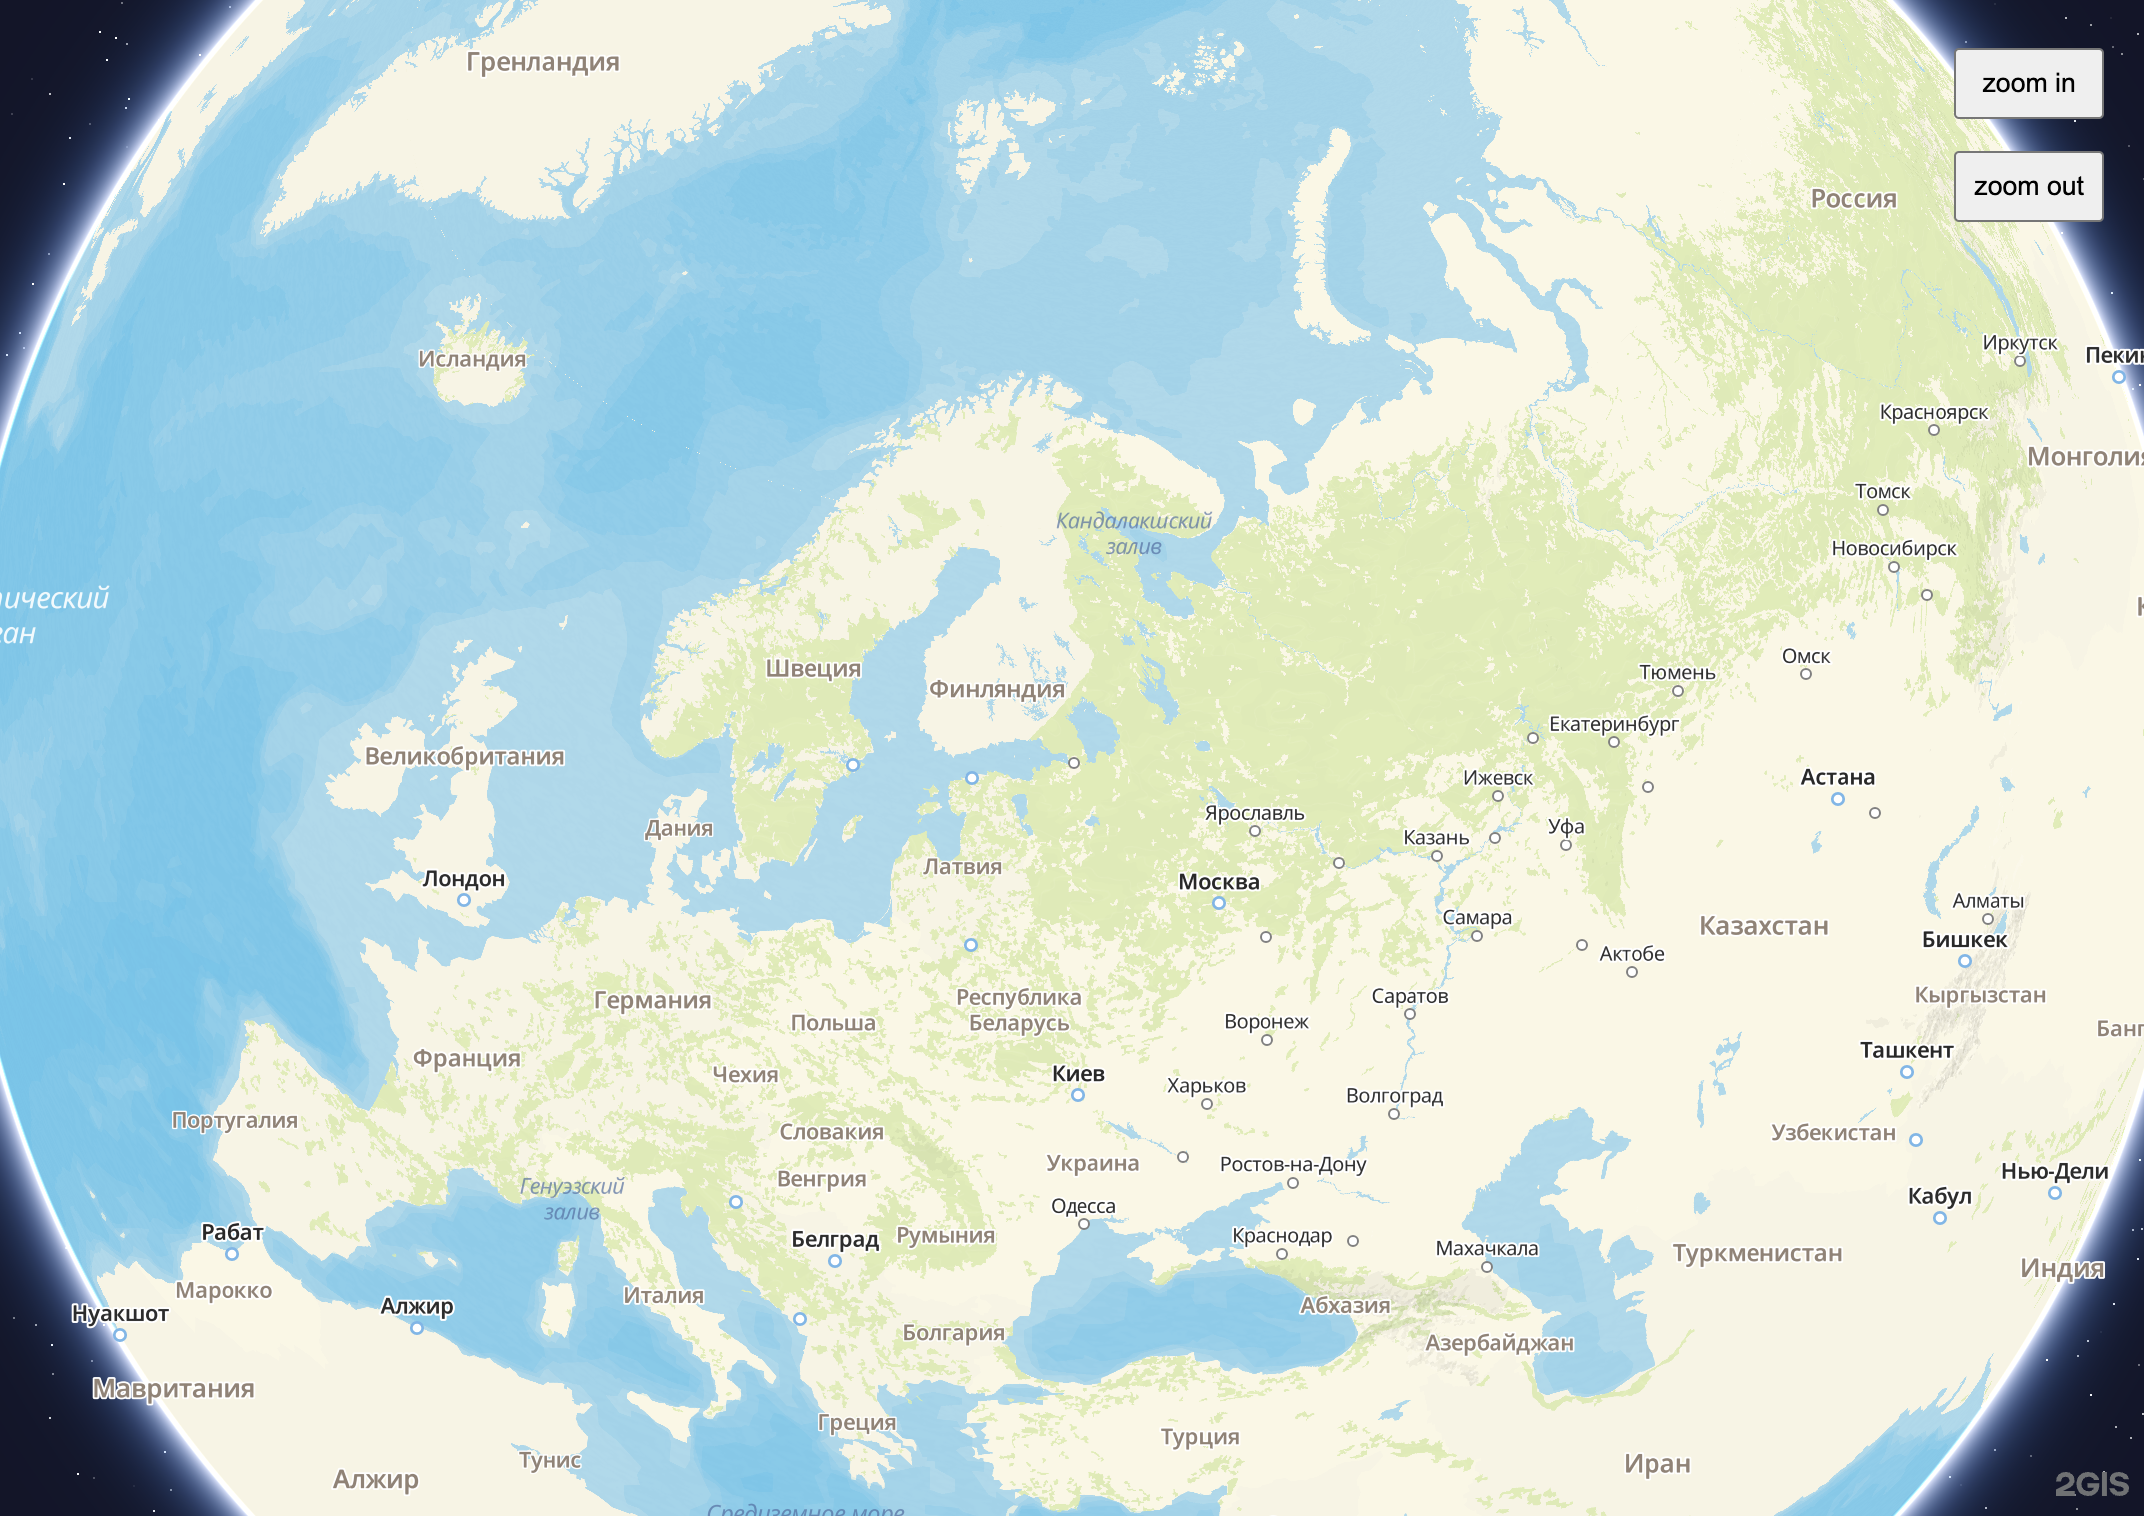 Гренландия
zoom in
zoom out
Россия
Иркутск
Исландия
Красноярск
Монголия
Томск
Кандалакшский
залив
Новосибирск
Омск
Швеция
Тюмень
Финляндия
Екатеринбург
Великобритания
Ижевск
Астана
Ярославль
Дания
Уфа
Казань
Латвия
Лондон
Москва
Алматы
Самара
Казахстан
Бишкек
Актобе
Кыргызстан
Саратов
Республика
Беларусь
Германия
Польша
Воронеж
Ташкент
Франция
Чехия
Киев
Харьков
Волгоград
Португалия
Словакия
Узбекистан
Украина
Ростов-на-Дону
Нью-Дели
Венгрия
Генуэзский
залив
Кабул
Одесса
Рабат
Белград
Румыния
Краснодар
Махачкала
Туркменистан
Индия
Марокко
Италия
Абхазия
Нуакшот
Алжир
Болгария
Азербайджан
Мавритания
Греция
Турция
Тунис
Иран
Алжир
2GIS
Средиземное море